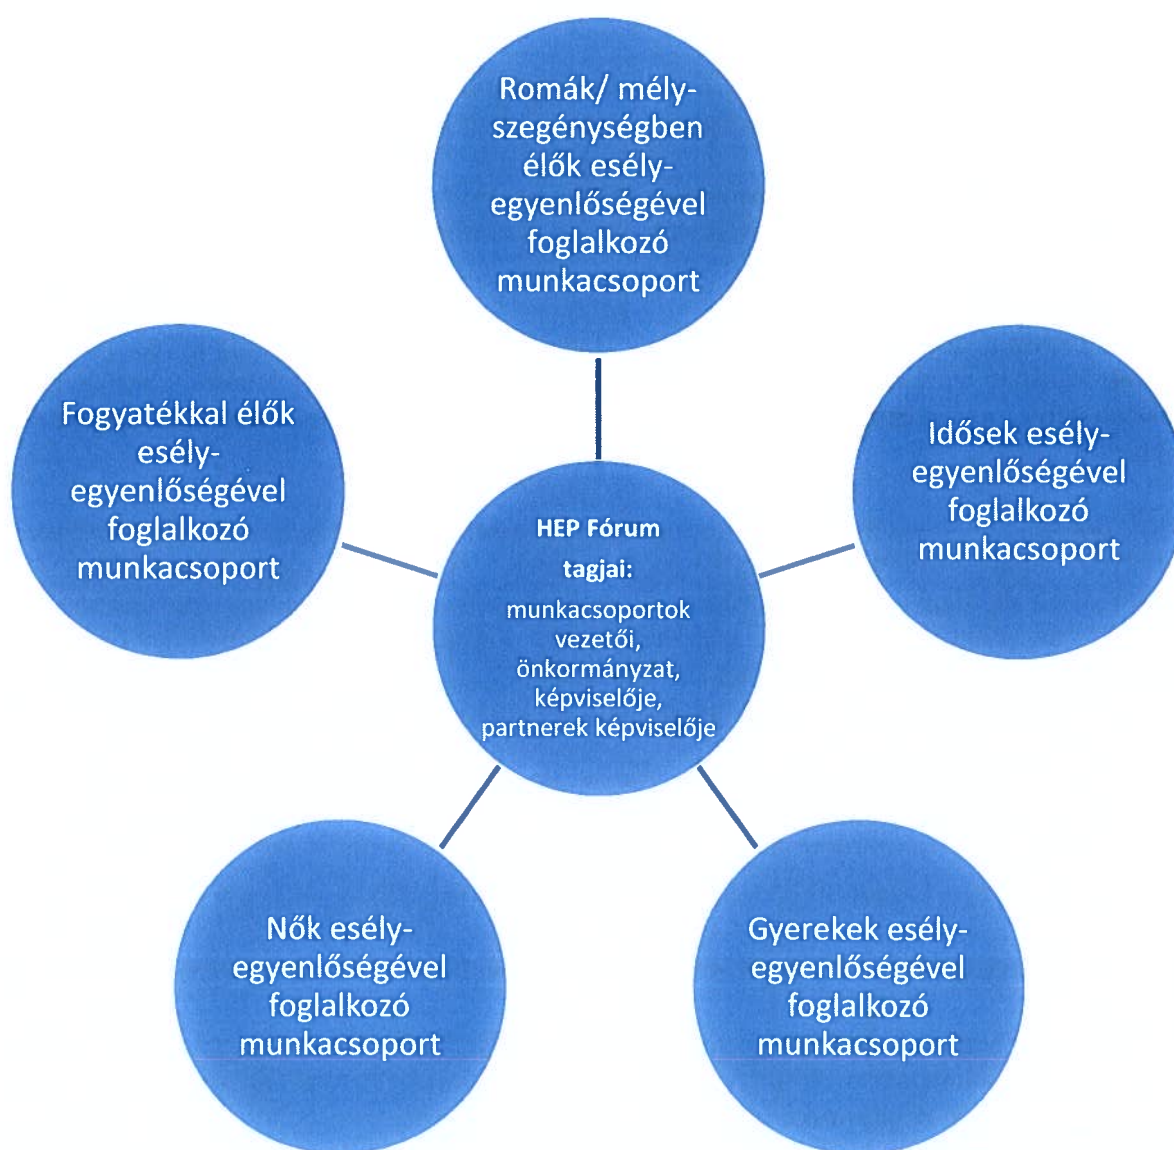 Romák/ mély-
szegénységben
élők esély-
egyenlőségével
foglalkozó
munkacsoport
Fogyatékkal élők
esély-
egyenlőségével
foglalkozó
munkacsoport
Idősek esély-
egyenlőségével
foglalkozó
munkacsoport
HEP Fórum
tagjai:
munkacsoportok
vezetői,
önkormányzat,
képviselője,
partnerek képviselője
Nők esély-
egyenlőségével
foglalkozó
munkacsoport
Gyerekek esély-
egyenlőségével
foglalkozó
munkacsoport